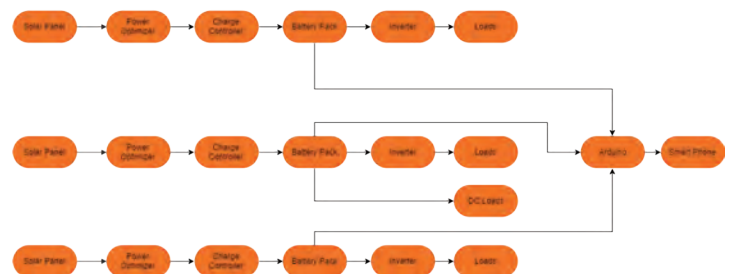 Solar Panel
Power
Optimizer
Charge
Controller
Battery Pack
Inverter
Loads
Solar Panel
Power
Optimizer
Charge
Controller
Battery Pack
Inverter
Loads
Arduino
Smart Phone
DC Loads
Solar Panel
Power
Optimizer
Charge
Controller
Battery Pack
Inverter
Loads